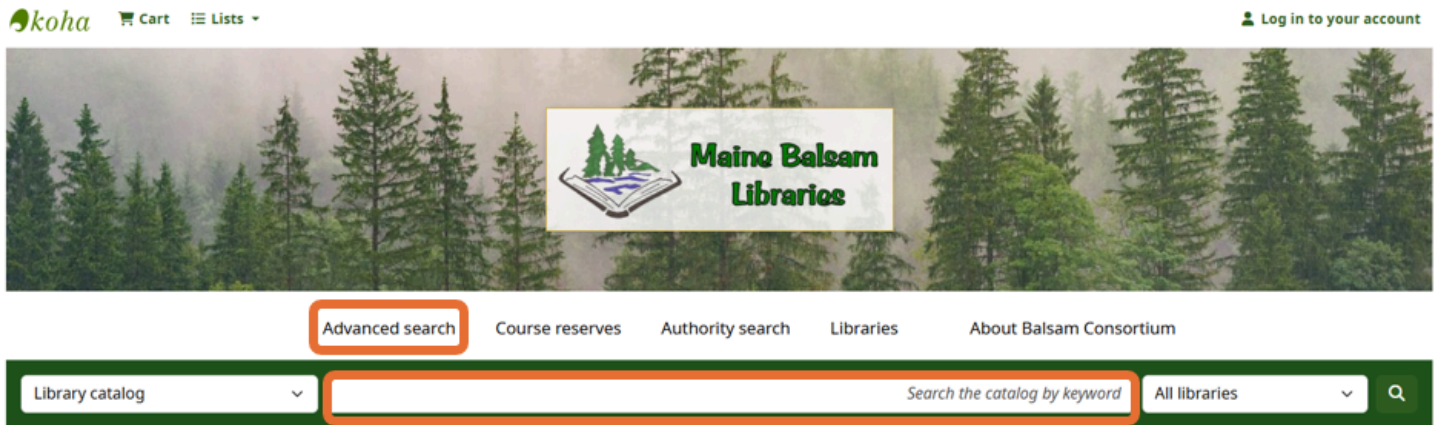 koha Cart Lists Log in to your account
Maine Balsam
Libraries
Advanced search Course reserves Authority search Libraries About Balsam Consortium
Library catalog Search the catalog by keyword All libraries